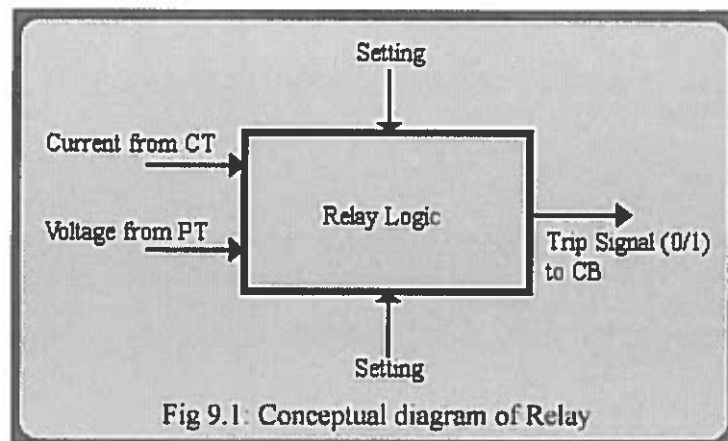 Setting
Current from CT
Relay Logic
Voltage from PT
Trip Signal (0/1)
to CB
Setting
Fig 9.1: Conceptual diagram of Relay